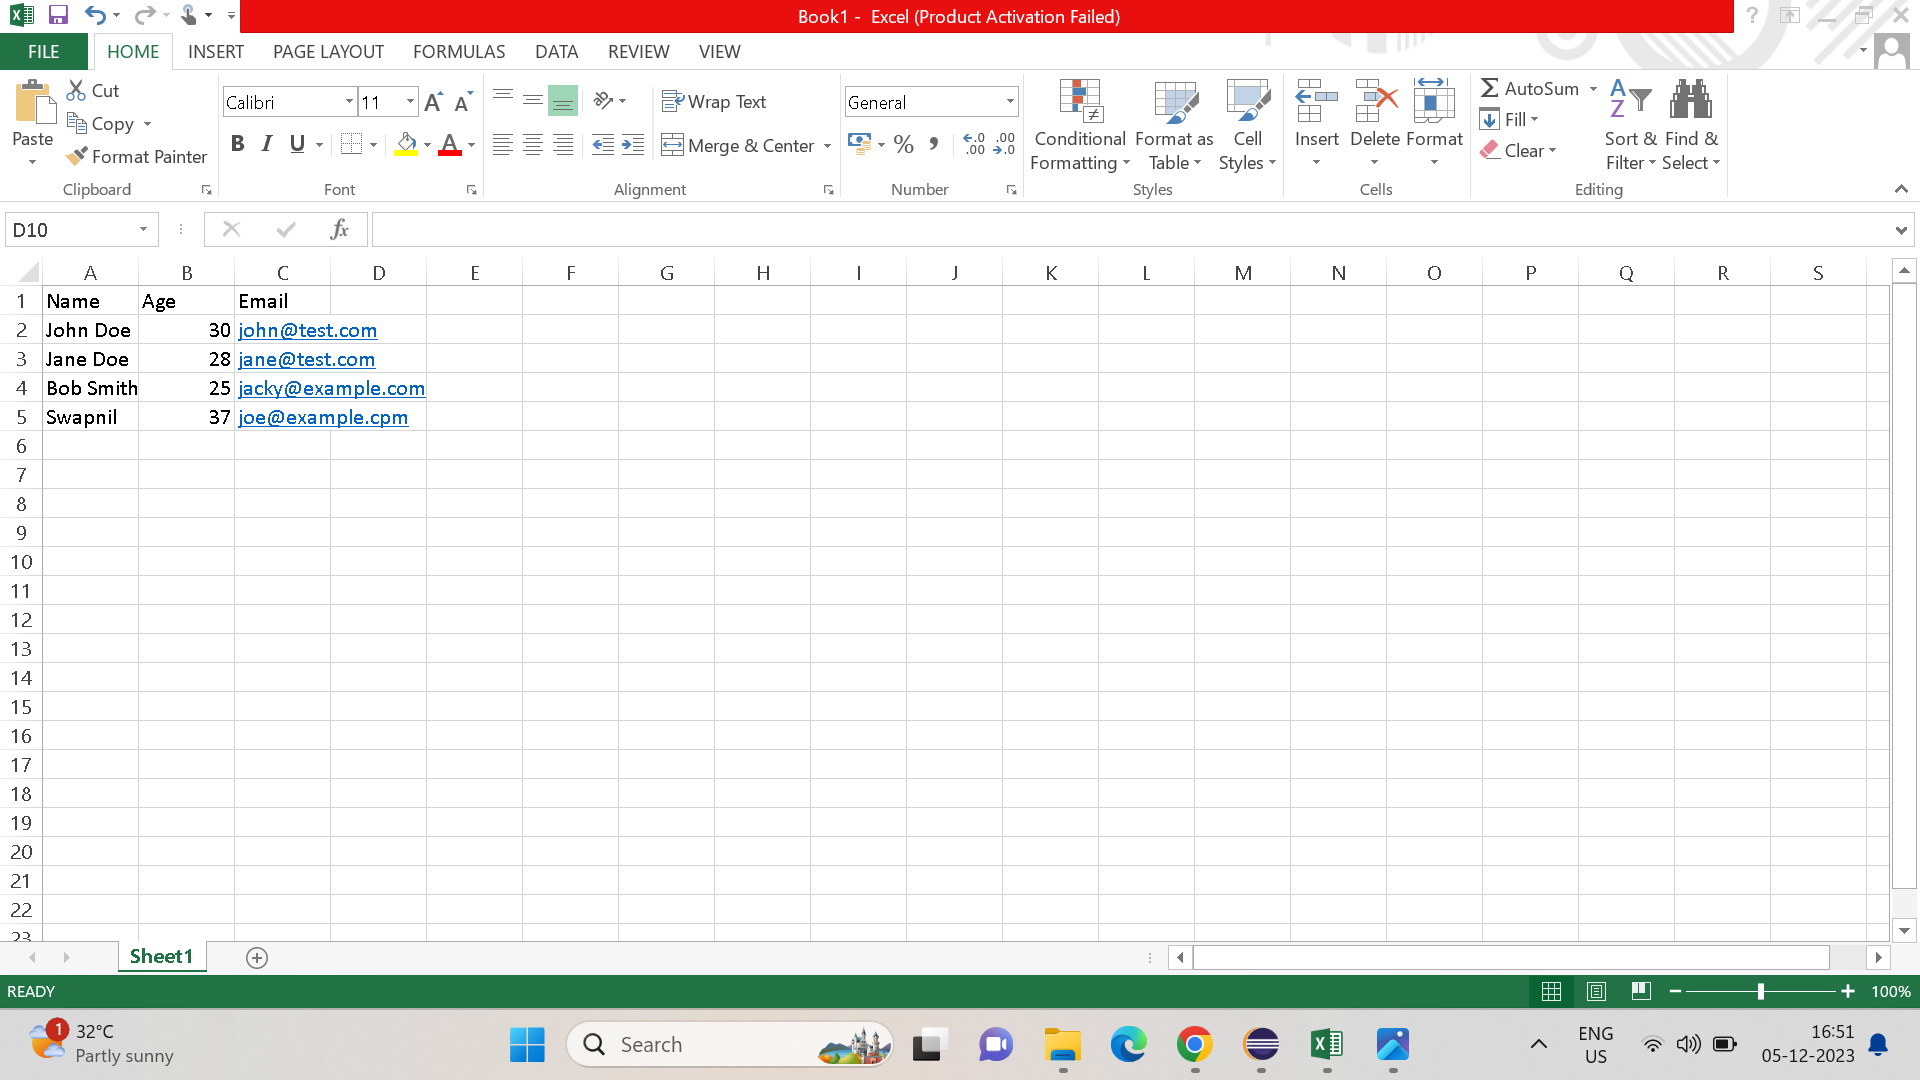 Book1 - Excel (Product Activation Failed)
?
FILE HOME INSERT PAGE LAYOUT FORMULAS DATA REVIEW VIEW
Paste
Cut
Copy
Format Painter
Clipboard
Calibri 11
B I U
Font
Wrap Text
Merge & Center
Alignment
General
%
Number
Conditional Formatting
Format as Table
Cell Styles
Styles
Insert Delete Format
Cells
AutoSum
Fill
Clear
Sort & Filter
Find & Select
Editing
D10 fx
A B C D E F G H I J K L M N O P Q R S
1 Name Age Email
2 John Doe 30 john@test.com
3 Jane Doe 28 jane@test.com
4 Bob Smith 25 jacky@example.com
5 Swapnil 37 joe@example.cpm
6
7
8
9
10
11
12
13
14
15
16
17
18
19
20
21
22
23
Sheet1
READY 100%
1 32°C
Partly sunny
Search
ENG
US
16:51
05-12-2023